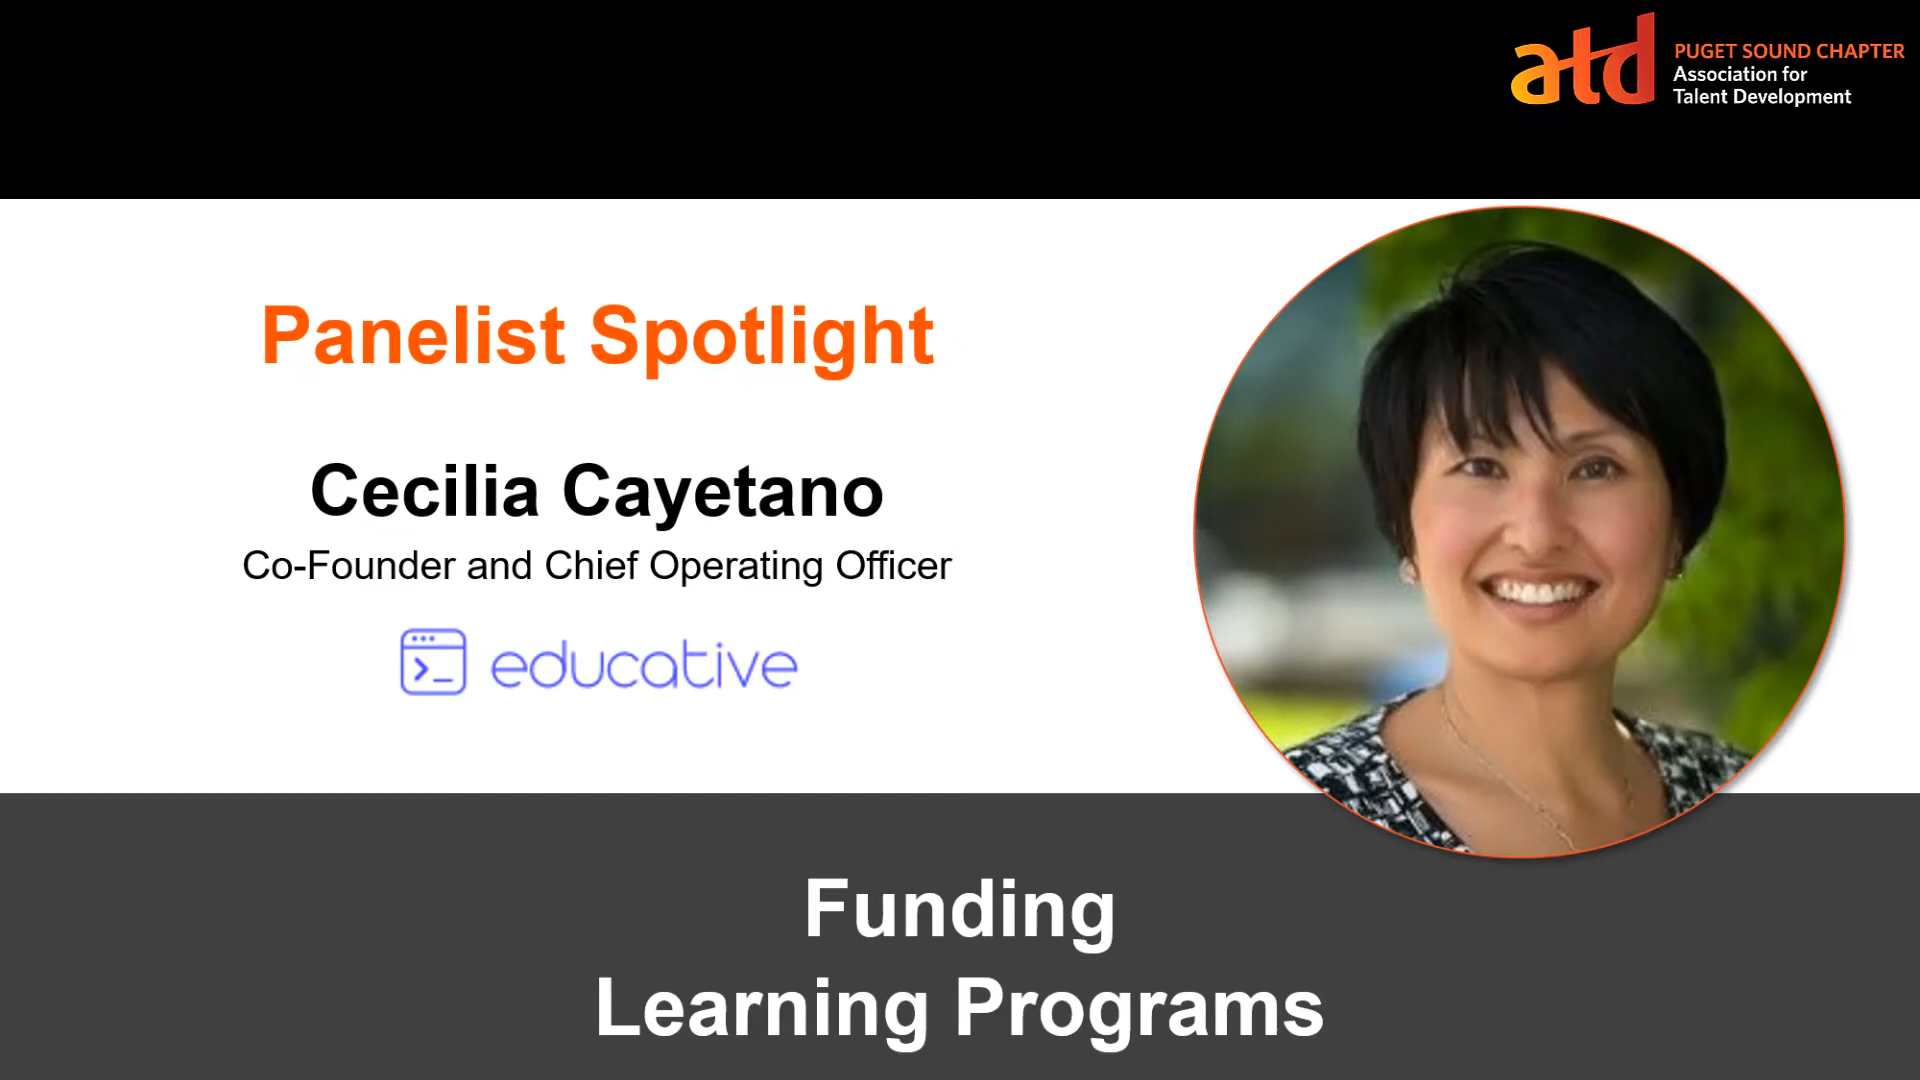 atd
PUGET SOUND CHAPTER
Association for
Talent Development
Panelist Spotlight
Cecilia Cayetano
Co-Founder and Chief Operating Officer
educative
Funding
Learning Programs